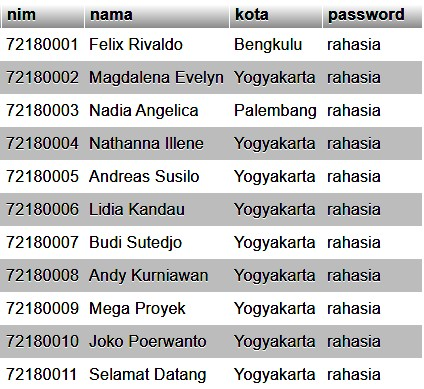 nim nama kota password
72180001 Felix Rivaldo Bengkulu rahasia
72180002 Magdalena Evelyn Yogyakarta rahasia
72180003 Nadia Angelica Palembang rahasia
72180004 Nathanna Illene Yogyakarta rahasia
72180005 Andreas Susilo Yogyakarta rahasia
72180006 Lidia Kandau Yogyakarta rahasia
72180007 Budi Sutedjo Yogyakarta rahasia
72180008 Andy Kurniawan Yogyakarta rahasia
72180009 Mega Proyek Yogyakarta rahasia
72180010 Joko Poerwanto Yogyakarta rahasia
72180011 Selamat Datang Yogyakarta rahasia